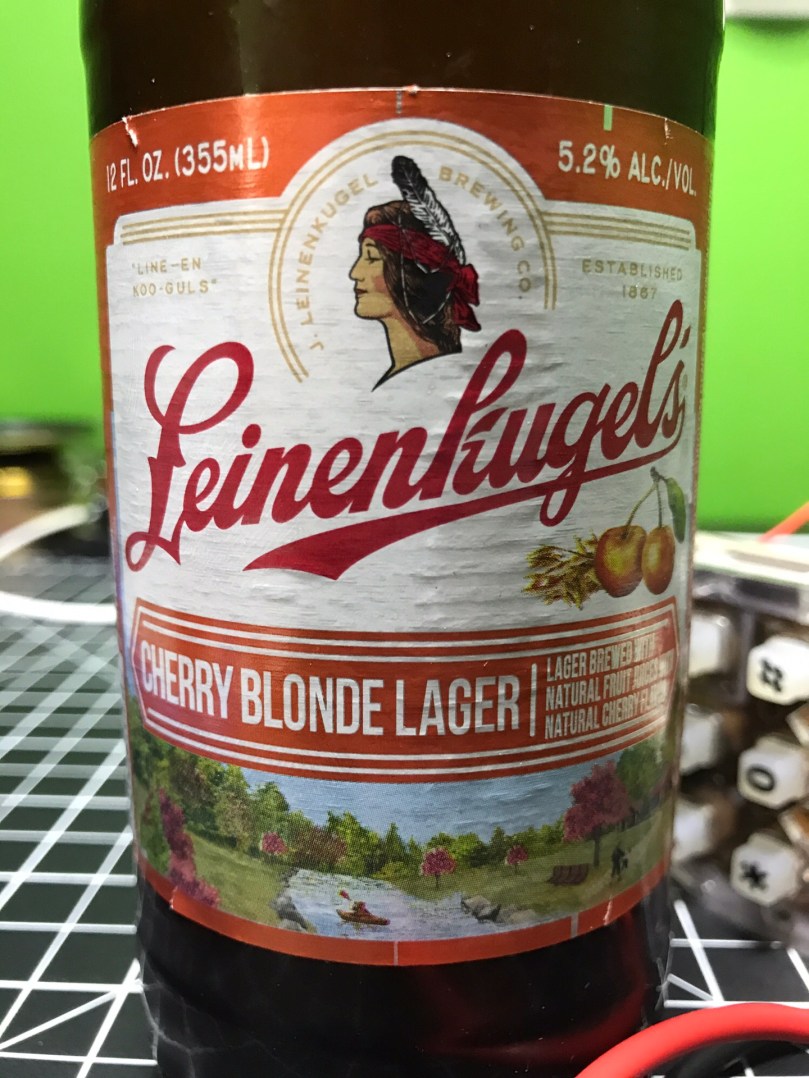 12 FL. OZ. (355ML)
5.2% ALC./VOL.
J. LEINENKUGEL BREWING CO.
"LINE-EN
KOO-GULS"
ESTABLISHED
1867
Leinenkugel's
CHERRY BLONDE LAGER
LAGER BREWED WITH
NATURAL FRUIT
NATURAL CHERRY